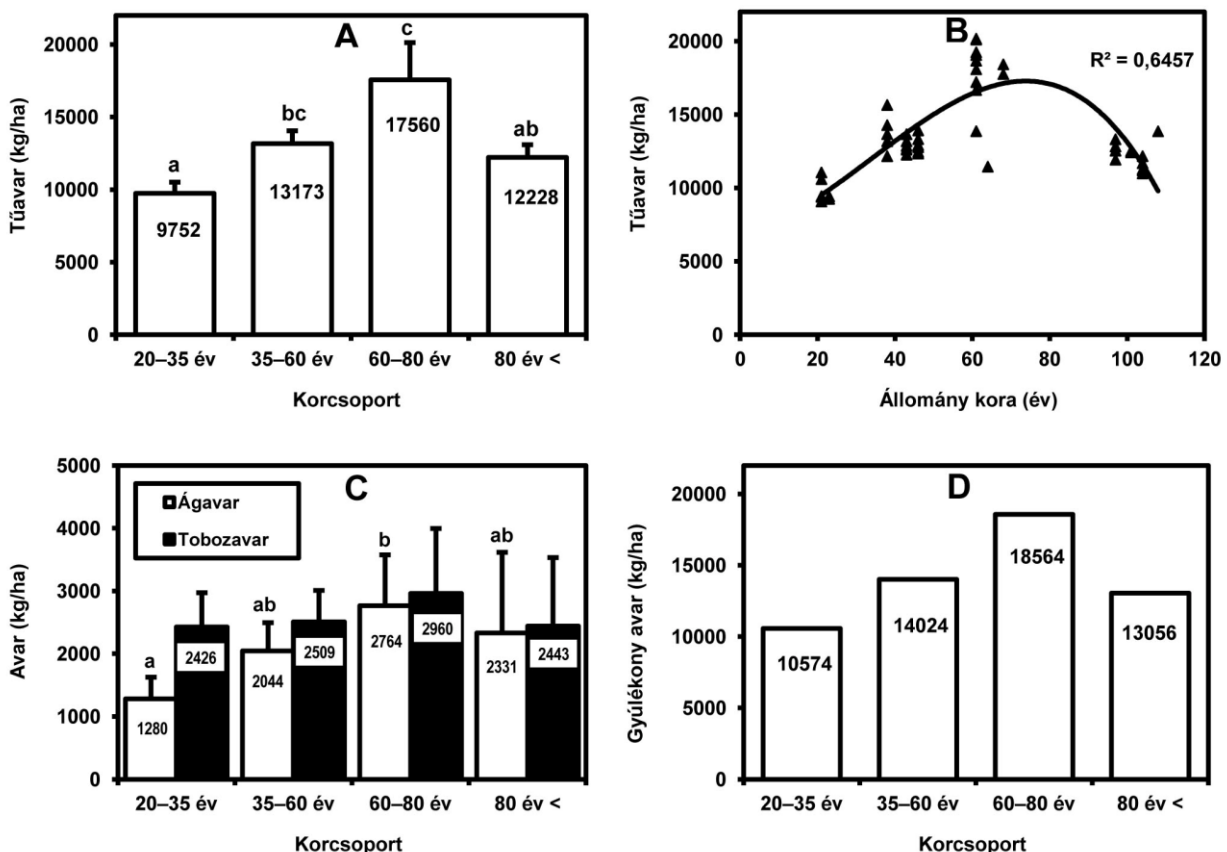 A
Tűavar (kg/ha)
20000
15000
10000
5000
0
a
bc
c
ab
9752
13173
17560
12228
20–35 év 35–60 év 60–80 év 80 év <
Korcsoport
B
R² = 0,6457
Tűavar (kg/ha)
20000
15000
10000
5000
0
0 20 40 60 80 100 120
Állomány kora (év)
C
Avar (kg/ha)
5000
4000
3000
2000
1000
0
Ágavar
Tobozavar
a
ab
b
ab
1280
2426
2044
2509
2764
2960
2331
2443
20–35 év 35–60 év 60–80 év 80 év <
Korcsoport
D
Gyúlékony avar (kg/ha)
20000
15000
10000
5000
0
10574
14024
18564
13056
20–35 év 35–60 év 60–80 év 80 év <
Korcsoport